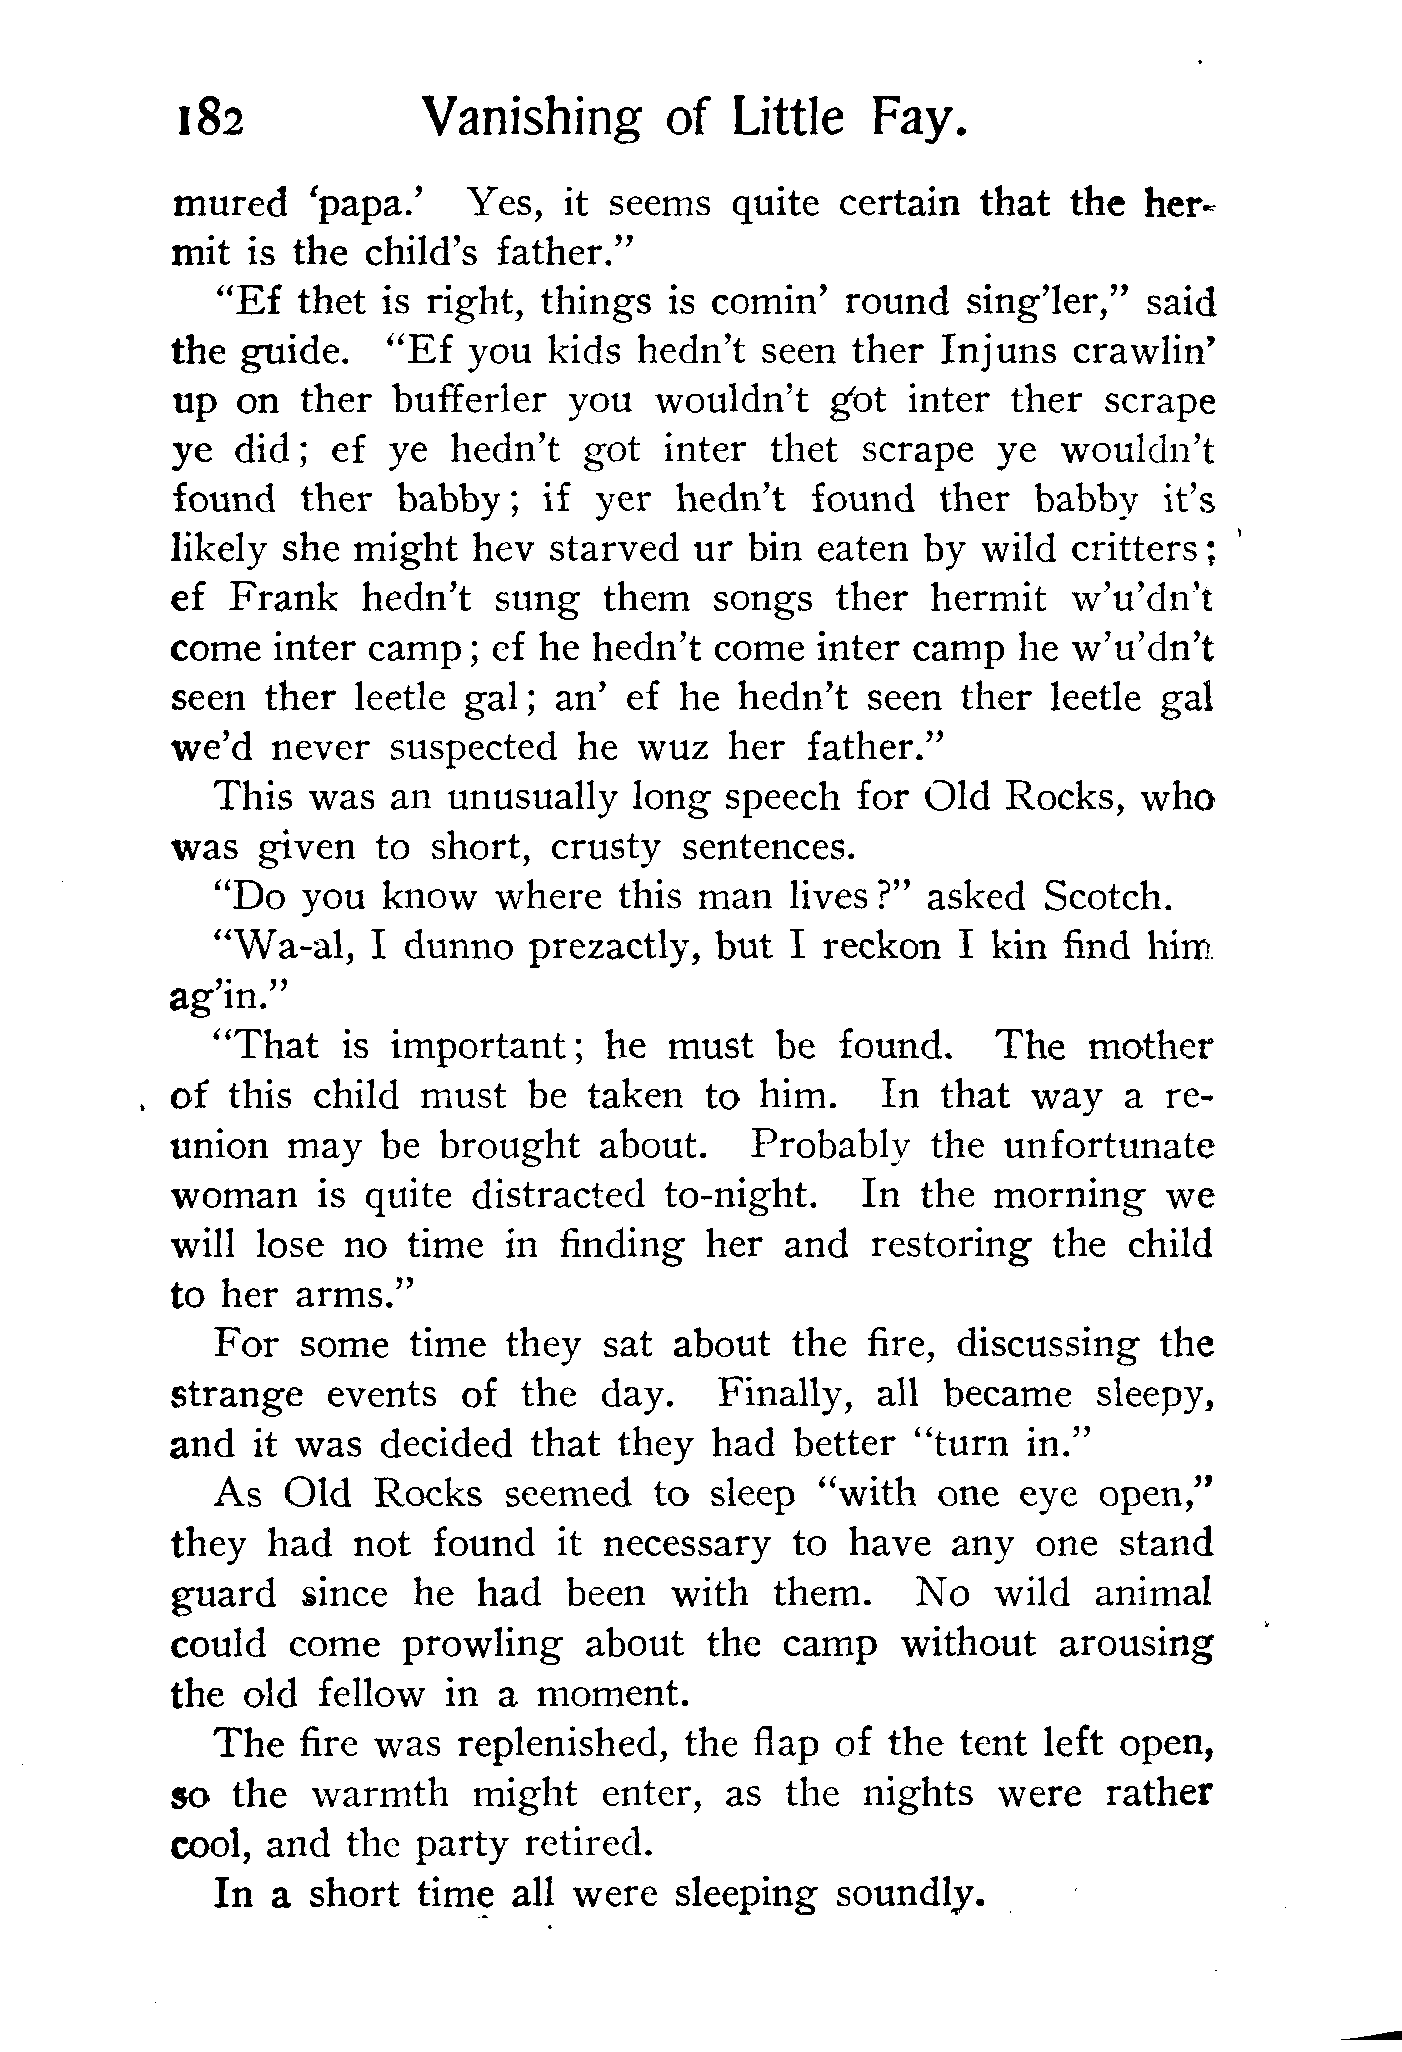 182 Vanishing of Little Fay.
mured ‘papa.’ Yes, it seems quite certain that the her-
mit is the child’s father.”
“Ef thet is right, things is comin’ round sing’ler,” said
the guide. “Ef you kids hedn’t seen ther Injuns crawlin’
up on ther bufferler you wouldn’t got inter ther scrape
ye did; ef ye hedn’t got inter thet scrape ye wouldn’t
found ther babby; if yer hedn’t found ther babby it’s
likely she might hev starved ur bin eaten by wild critters;
ef Frank hedn’t sung them songs ther hermit w’u’dn’t
come inter camp; ef he hedn’t come inter camp he w’u’dn’t
seen ther leetle gal; an’ ef he hedn’t seen ther leetle gal
we’d never suspected he wuz her father.”
This was an unusually long speech for Old Rocks, who
was given to short, crusty sentences.
“Do you know where this man lives?” asked Scotch.
“Wa-al, I dunno prezactly, but I reckon I kin find him
ag’in.”
“That is important; he must be found. The mother
of this child must be taken to him. In that way a re-
union may be brought about. Probably the unfortunate
woman is quite distracted to-night. In the morning we
will lose no time in finding her and restoring the child
to her arms.”
For some time they sat about the fire, discussing the
strange events of the day. Finally, all became sleepy,
and it was decided that they had better “turn in.”
As Old Rocks seemed to sleep “with one eye open,”
they had not found it necessary to have any one stand
guard since he had been with them. No wild animal
could come prowling about the camp without arousing
the old fellow in a moment.
The fire was replenished, the flap of the tent left open,
so the warmth might enter, as the nights were rather
cool, and the party retired.
In a short time all were sleeping soundly.